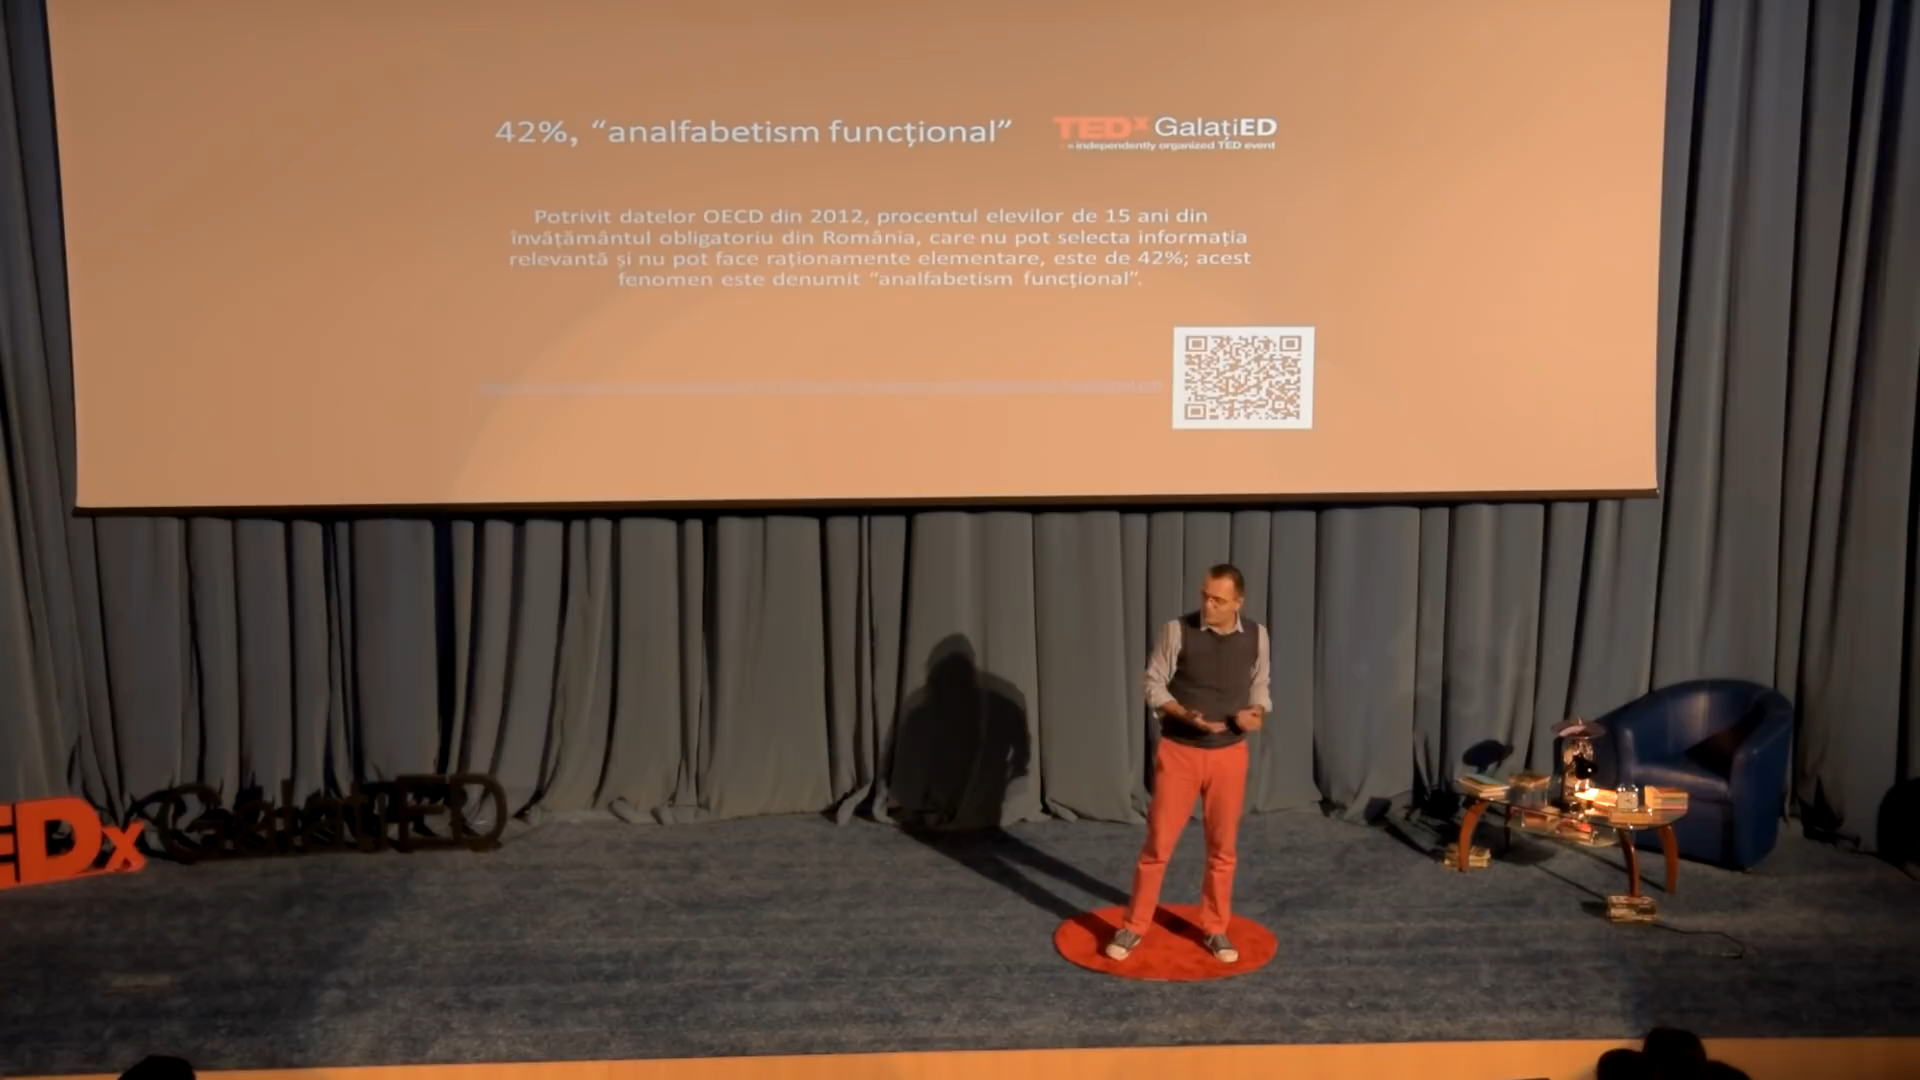 42%, “analfabetism funcțional”
TEDx GalațiED
independently organized TED event
Potrivit datelor OECD din 2012, procentul elevilor de 15 ani din
învățământul obligatoriu din România, care nu pot selecta informația
relevantă și nu pot face raționamente elementare, este de 42%; acest
fenomen este denumit “analfabetism funcțional”.
EDx GalațiED